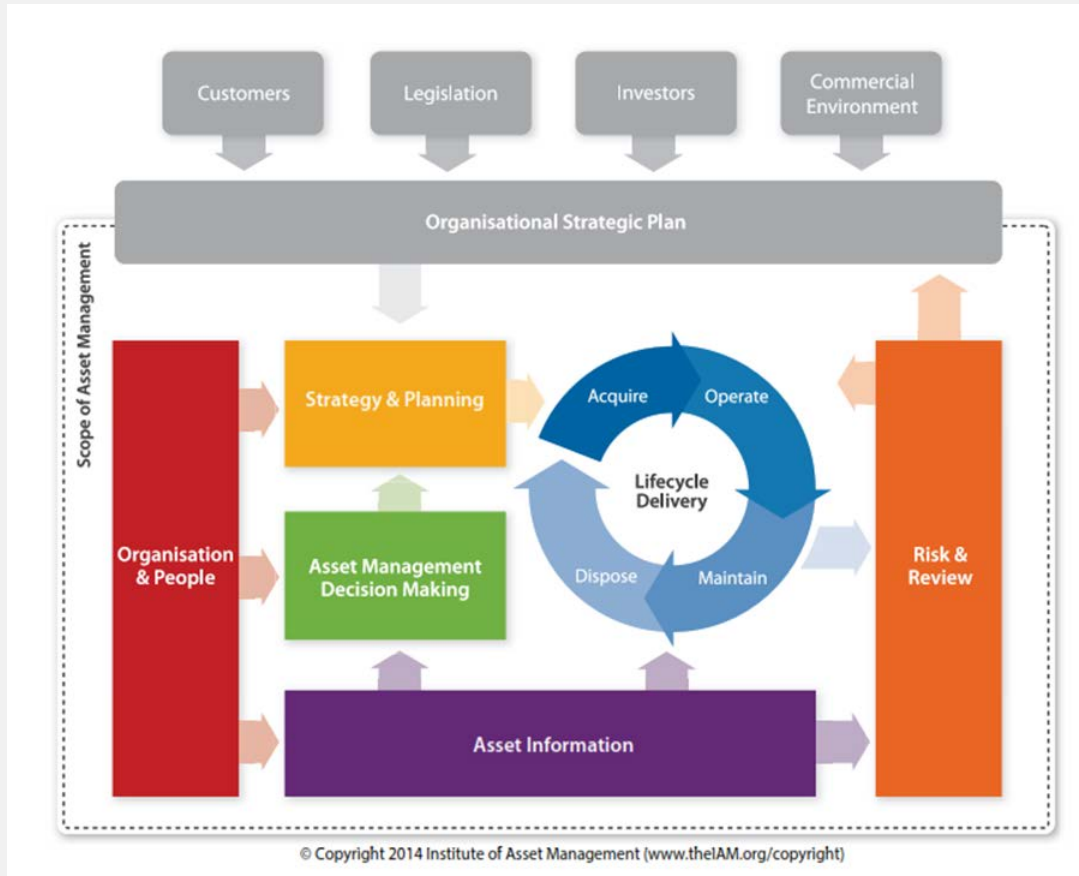 Customers
Legislation
Investors
Commercial
Environment
Organisational Strategic Plan
Scope of Asset Management
Strategy & Planning
Acquire
Operate
Lifecycle
Delivery
Organisation
& People
Asset Management
Decision Making
Dispose
Maintain
Risk &
Review
Asset Information
© Copyright 2014 Institute of Asset Management (www.theIAM.org/copyright)